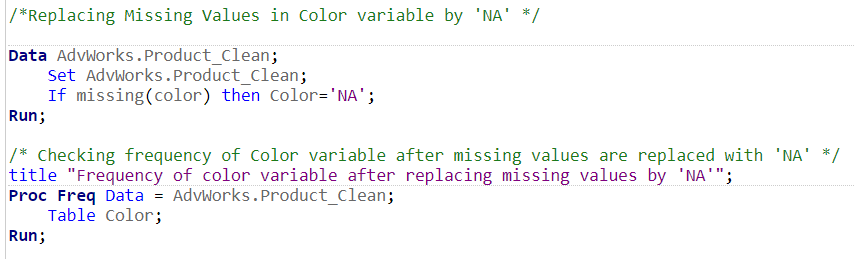 /*Replacing Missing Values in Color variable by 'NA' */
Data AdvWorks.Product_Clean;
Set AdvWorks.Product_Clean;
If missing(color) then Color='NA';
Run;
/* Checking frequency of Color variable after missing values are replaced with 'NA' */
title "Frequency of color variable after replacing missing values by 'NA'";
Proc Freq Data = AdvWorks.Product_Clean;
Table Color;
Run;